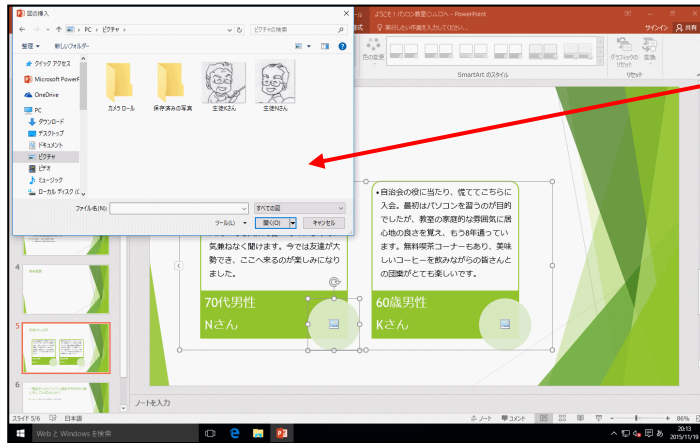 図の挿入
ようこそ!パソコン教室○△□へ - PowerPoint
PC › ピクチャ ›
ピクチャの検索
実行したい作業を入力してください...
サインイン
共有
整理
新しいフォルダー
クイック アクセス
Microsoft PowerP
OneDrive
PC
ダウンロード
デスクトップ
ドキュメント
ピクチャ
ビデオ
ミュージック
ローカル ディスク (C
カメラロール
保存済みの写真
生徒Kさん
生徒Nさん
ファイル名(N):
すべての図
ツール(L)
開く(O)
キャンセル
色の変更
SmartArt のスタイル
グラフィックの
リセット
変換
リセット
気兼ねなく聞けます。今では友達が大
勢でき、ここへ来るのが楽しみになり
ました。
70代男性
Nさん
•自治会の役に当たり、慌ててこちらに
入会。最初はパソコンを習うのが目的
でしたが、教室の家庭的な雰囲気に居
心地の良さを覚え、もう8年通ってい
ます。無料喫茶コーナーもあり、美味
しいコーヒーを飲みながらの皆さんと
の団欒がとても楽しいです。
60歳男性
Kさん
4
5
6
ノートを入力
スライド 5/6
日本語
ノート
コメント
86%
Web と Windows を検索
20:13
2015/11/19